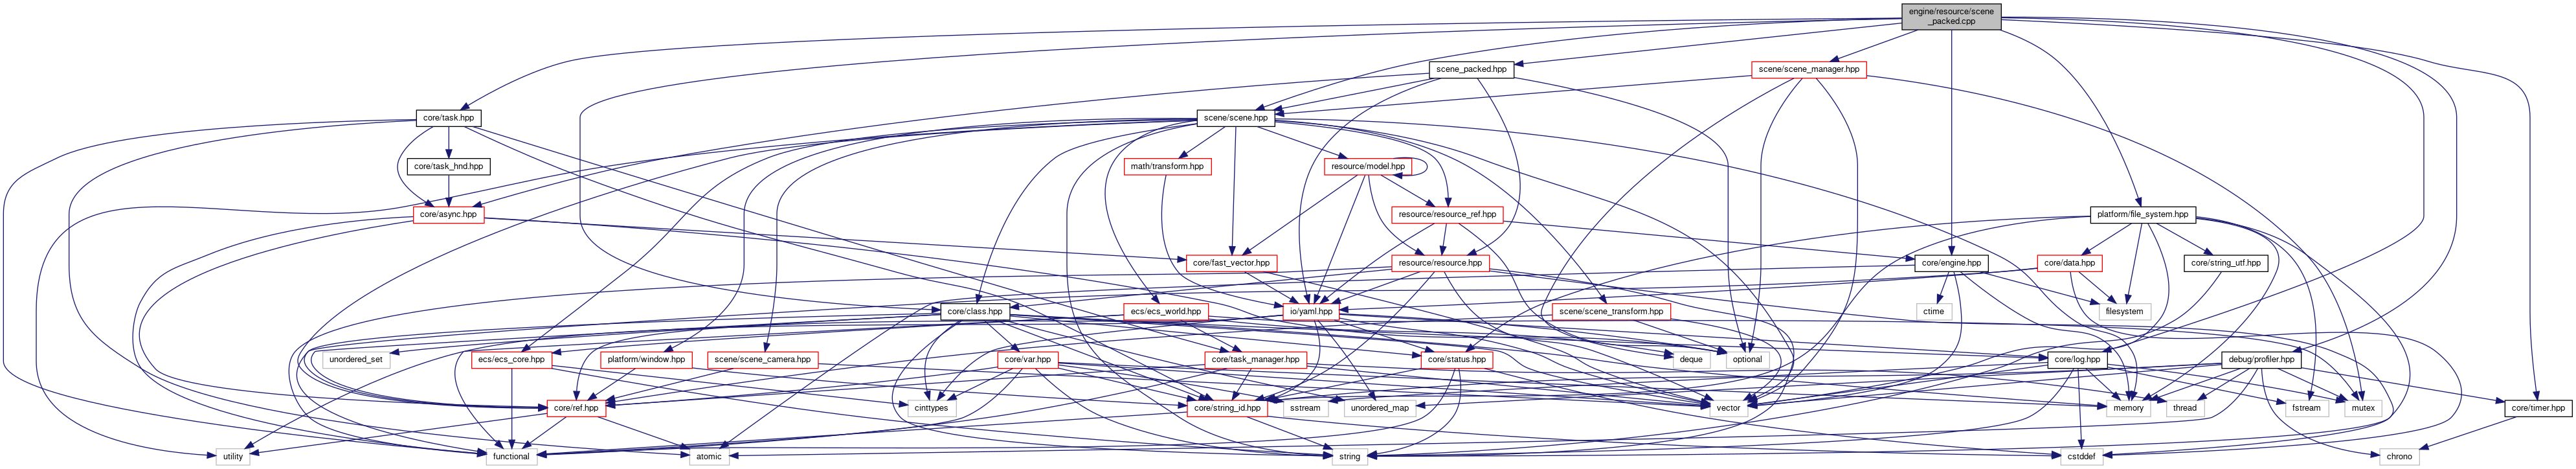 engine/resource/scene
_packed.cpp
scene_packed.hpp
scene/scene_manager.hpp
core/task.hpp
scene/scene.hpp
core/task_hnd.hpp
math/transform.hpp
resource/model.hpp
core/async.hpp
resource/resource_ref.hpp
platform/file_system.hpp
core/fast_vector.hpp
resource/resource.hpp
core/engine.hpp
core/data.hpp
core/string_utf.hpp
core/class.hpp
ecs/ecs_world.hpp
io/yaml.hpp
scene/scene_transform.hpp
ctime
filesystem
unordered_set
ecs/ecs_core.hpp
platform/window.hpp
scene/scene_camera.hpp
core/var.hpp
core/task_manager.hpp
core/status.hpp
deque
optional
core/log.hpp
debug/profiler.hpp
core/ref.hpp
cinttypes
core/string_id.hpp
sstream
unordered_map
vector
memory
thread
fstream
mutex
core/timer.hpp
utility
functional
atomic
string
cstddef
chrono